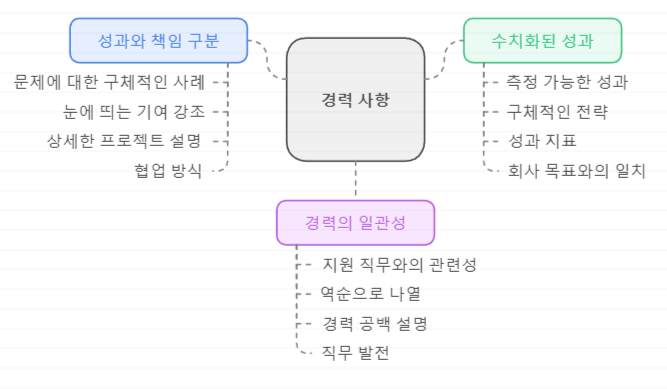 성과와 책임 구분
문제에 대한 구체적인 사례
눈에 띄는 기여 강조
상세한 프로젝트 설명
협업 방식
경력 사항
수치화된 성과
측정 가능한 성과
구체적인 전략
성과 지표
회사 목표와의 일치
경력의 일관성
지원 직무와의 관련성
역순으로 나열
경력 공백 설명
직무 발전